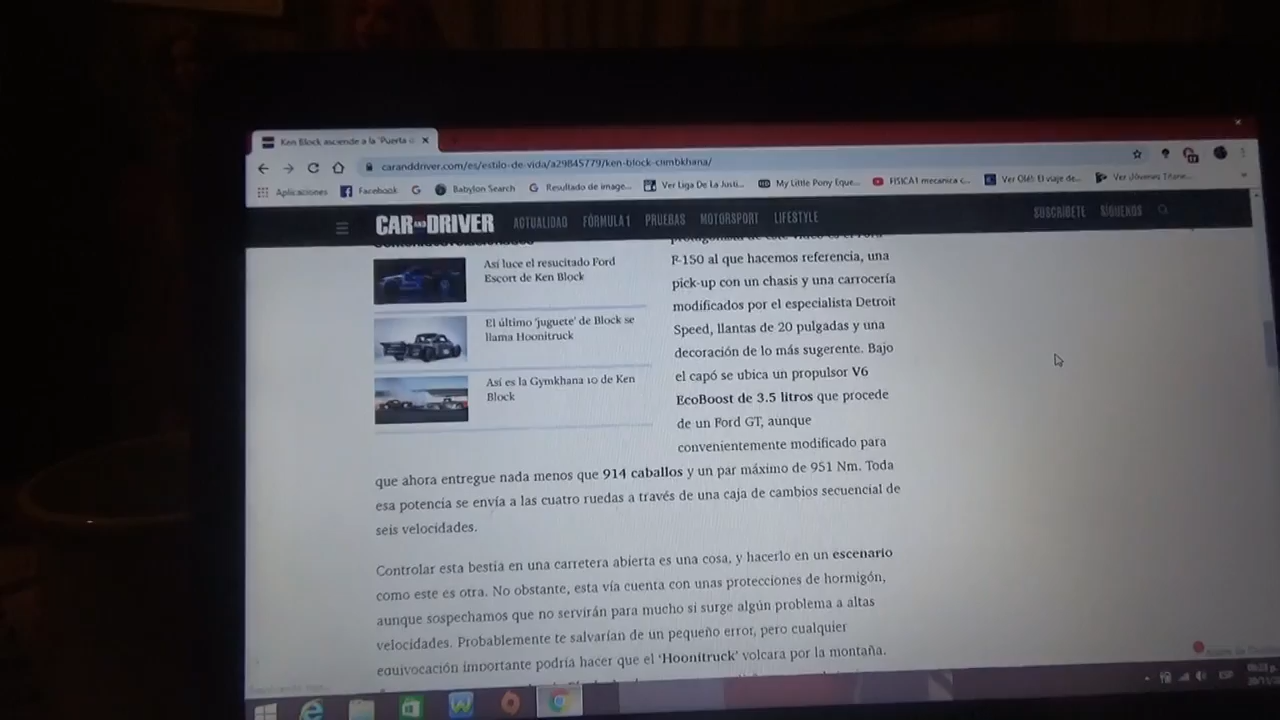 Ken Block asciende a la 'Puerta
caranddriver.com/es/estilo-de-vida/a29845779/ken-block-climbkhana/
Aplicaciones
Facebook
Babylon Search
Resultado de image...
Ver Liga De La Justi...
My Little Pony Eque...
FISICA1 mecanica c...
Ver Olé! El viaje de...
Ver Jóvenes Titane...
CAR AND DRIVER
ACTUALIDAD
FÓRMULA 1
PRUEBAS
MOTORSPORT
LIFESTYLE
SUSCRÍBETE
SÍGUENOS
Así luce el resucitado Ford
Escort de Ken Block
El último 'juguete' de Block se
llama Hoonitruck
Así es la Gymkhana 10 de Ken
Block
F-150 al que hacemos referencia, una
pick-up con un chasis y una carrocería
modificados por el especialista Detroit
Speed, llantas de 20 pulgadas y una
decoración de lo más sugerente. Bajo
el capó se ubica un propulsor V6
EcoBoost de 3.5 litros que procede
de un Ford GT, aunque
convenientemente modificado para
que ahora entregue nada menos que 914 caballos y un par máximo de 951 Nm. Toda
esa potencia se envía a las cuatro ruedas a través de una caja de cambios secuencial de
seis velocidades.
Controlar esta bestia en una carretera abierta es una cosa, y hacerlo en un escenario
como este es otra. No obstante, esta vía cuenta con unas protecciones de hormigón,
aunque sospechamos que no servirán para mucho si surge algún problema a altas
velocidades. Probablemente te salvarían de un pequeño error, pero cualquier
equivocación importante podría hacer que el 'Hoonitruck' volcara por la montaña.
ESP